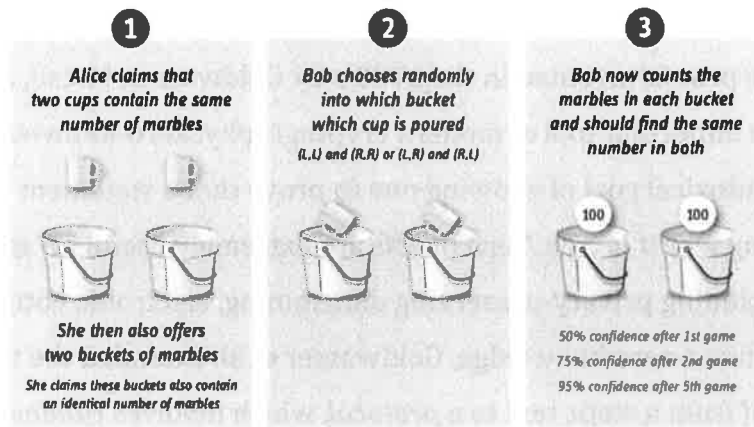 1
Alice claims that
two cups contain the same
number of marbles
She then also offers
two buckets of marbles
She claims these buckets also contain
an identical number of marbles
2
Bob chooses randomly
into which bucket
which cup is poured
(L,L) and (R,R) or (L,R) and (R,L)
3
Bob now counts the
marbles in each bucket
and should find the same
number in both
100 100
50% confidence after 1st game
75% confidence after 2nd game
95% confidence after 5th game